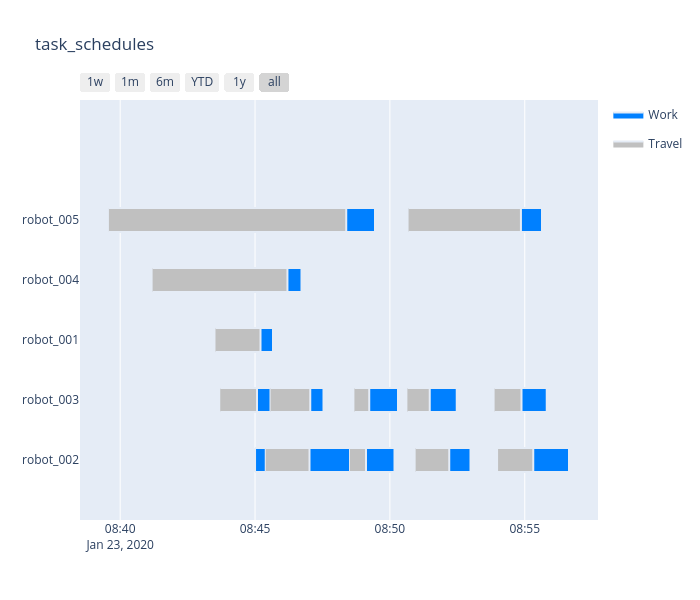 task_schedules
1w 1m 6m YTD 1y all
Work
Travel
robot_005
robot_004
robot_001
robot_003
robot_002
08:40 08:45 08:50 08:55
Jan 23, 2020